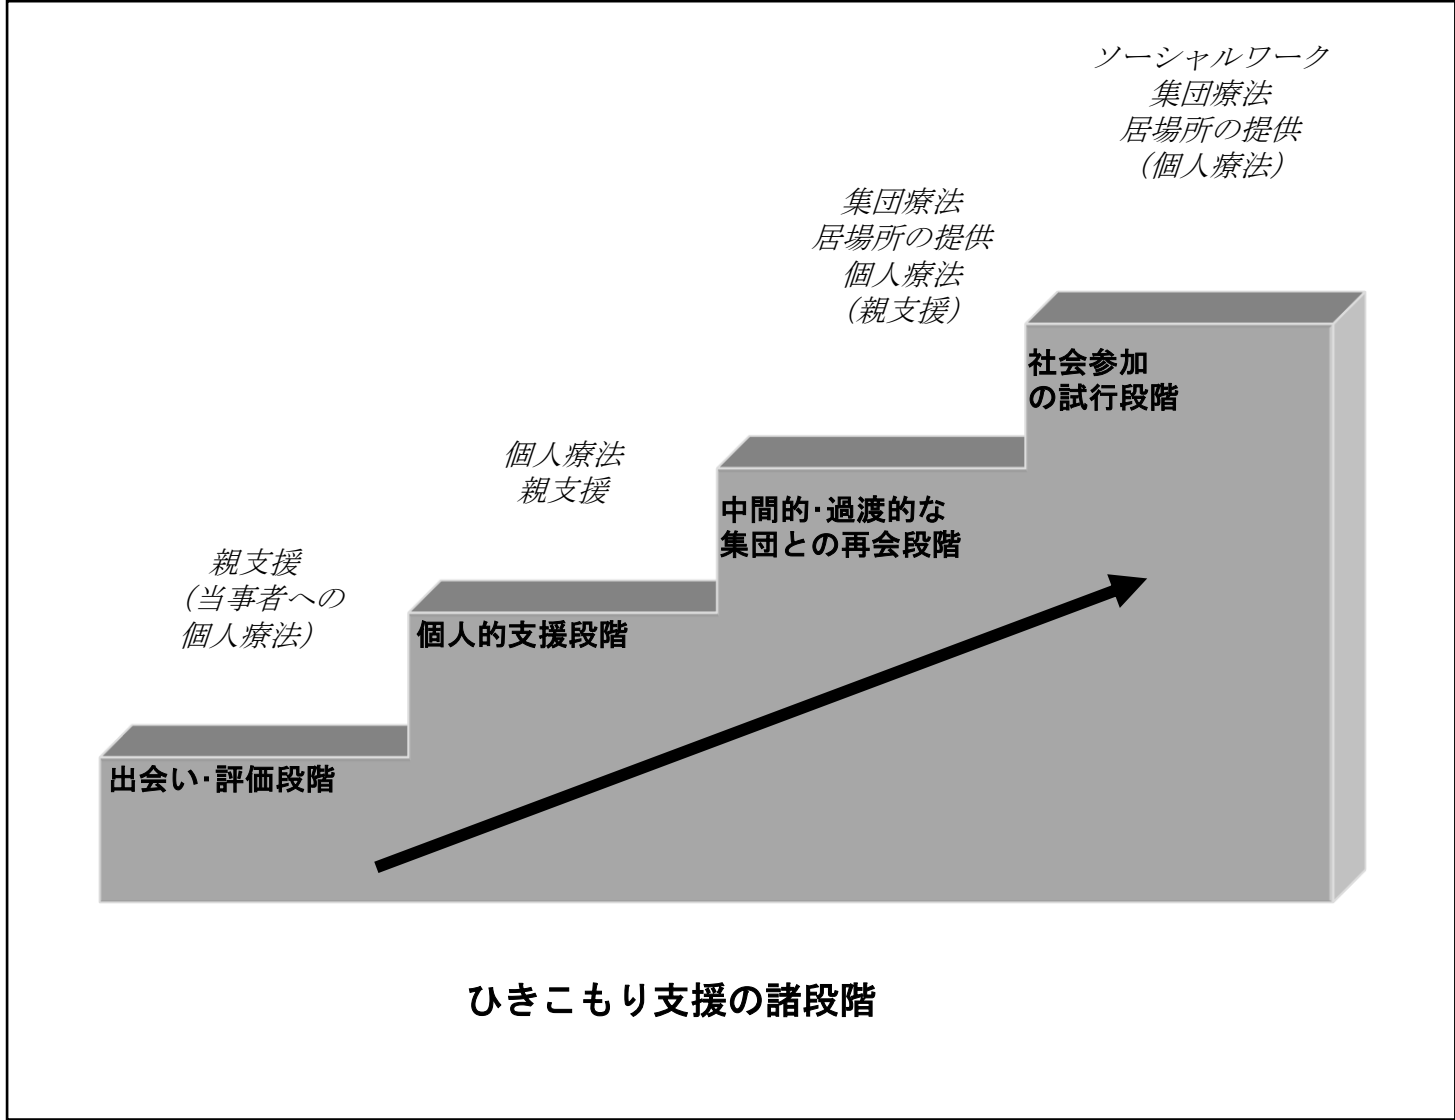 ソーシャルワーク
集団療法
居場所の提供
(個人療法)
集団療法
居場所の提供
個人療法
(親支援)
社会参加
の試行段階
個人療法
親支援
中間的･過渡的な
集団との再会段階
親支援
(当事者への
個人療法)
個人的支援段階
出会い･評価段階
ひきこもり支援の諸段階